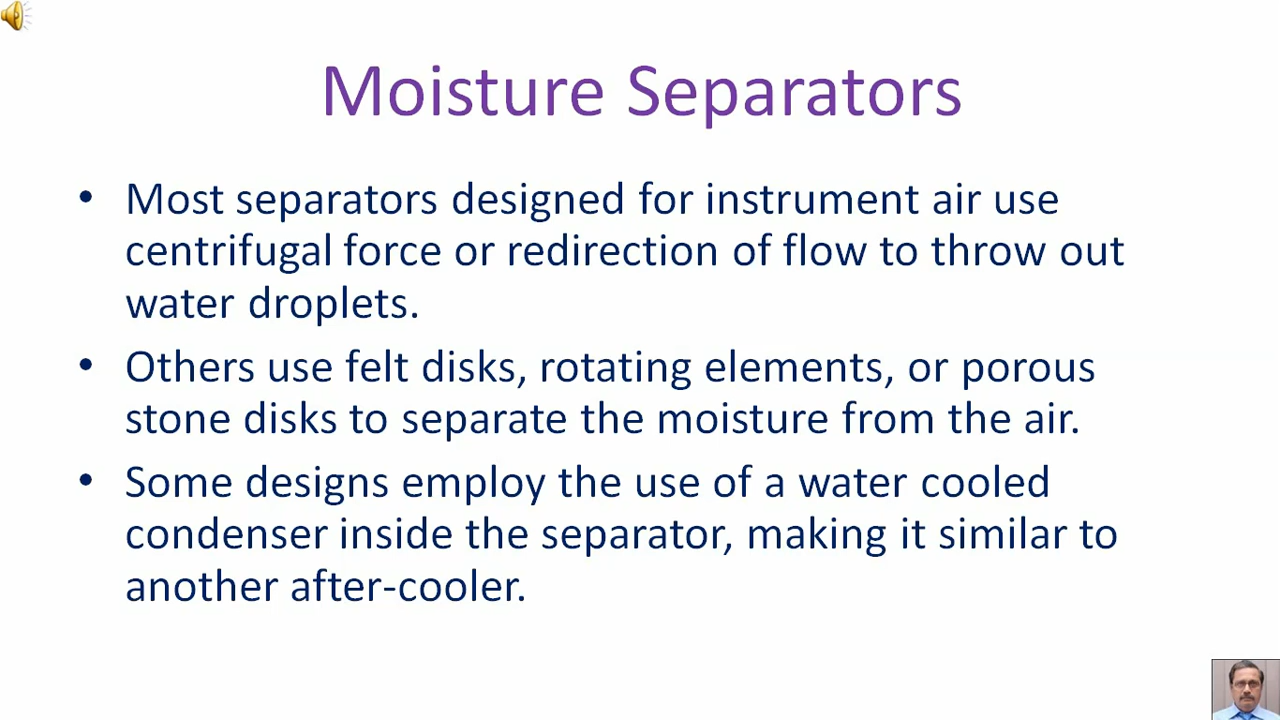 Moisture Separators
• Most separators designed for instrument air use
centrifugal force or redirection of flow to throw out
water droplets.
• Others use felt disks, rotating elements, or porous
stone disks to separate the moisture from the air.
• Some designs employ the use of a water cooled
condenser inside the separator, making it similar to
another after-cooler.